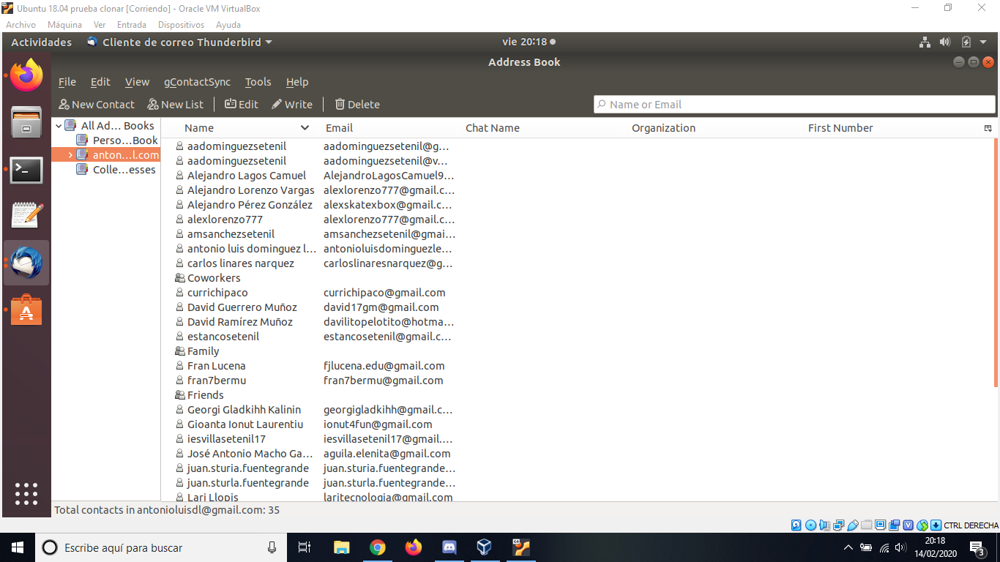 Ubuntu 18.04 prueba clonar [Corriendo] - Oracle VM VirtualBox
Archivo Máquina Ver Entrada Dispositivos Ayuda
Actividades Cliente de correo Thunderbird vie 20:18
Address Book
File Edit View gContactSync Tools Help
New Contact New List Edit Write Delete Name or Email
All Ad... Books Name Email Chat Name Organization First Number
Perso...Book
anton...l.com
Colle...esses
aadominguezsetenil aadominguezsetenil@g...
aadominguezsetenil aadominguezsetenil@v...
Alejandro Lagos Camuel AlejandroLagosCamuel9...
Alejandro Lorenzo Vargas alexlorenzo777@gmail.c...
Alejandro Pérez González alexskatexbox@gmail.c...
alexlorenzo777 alexlorenzo777@gmail.c...
amsanchezsetenil amsanchezsetenil@gmai...
antonio luis dominguez l... antonioluisdominguezle...
carlos linares narquez carloslinaresnarquez@g...
Coworkers
currichipaco currichipaco@gmail.com
David Guerrero Muñoz david17gm@gmail.com
David Ramírez Muñoz davilitopelotito@hotma...
estancosetenil estancosetenil@gmail.c...
Family
Fran Lucena fjlucena.edu@gmail.com
fran7bermu fran7bermu@gmail.com
Friends
Georgi Gladkihh Kalinin georgigladkihh@gmail.c...
Gioanta Ionut Laurentiu ionut4fun@gmail.com
iesvillasetenil17 iesvillasetenil17@gmail....
José Antonio Macho Ga... aguila.elenita@gmail.com
juan.sturia.fuentegrande juan.sturia.fuentegrande...
juan.sturla.fuentegrande juan.sturla.fuentegrande...
Lari Llopis laritecnologia@gmail.com
Total contacts in antonioluisdl@gmail.com: 35
CTRL DERECHA
Escribe aquí para buscar
64
20:18
14/02/2020
3